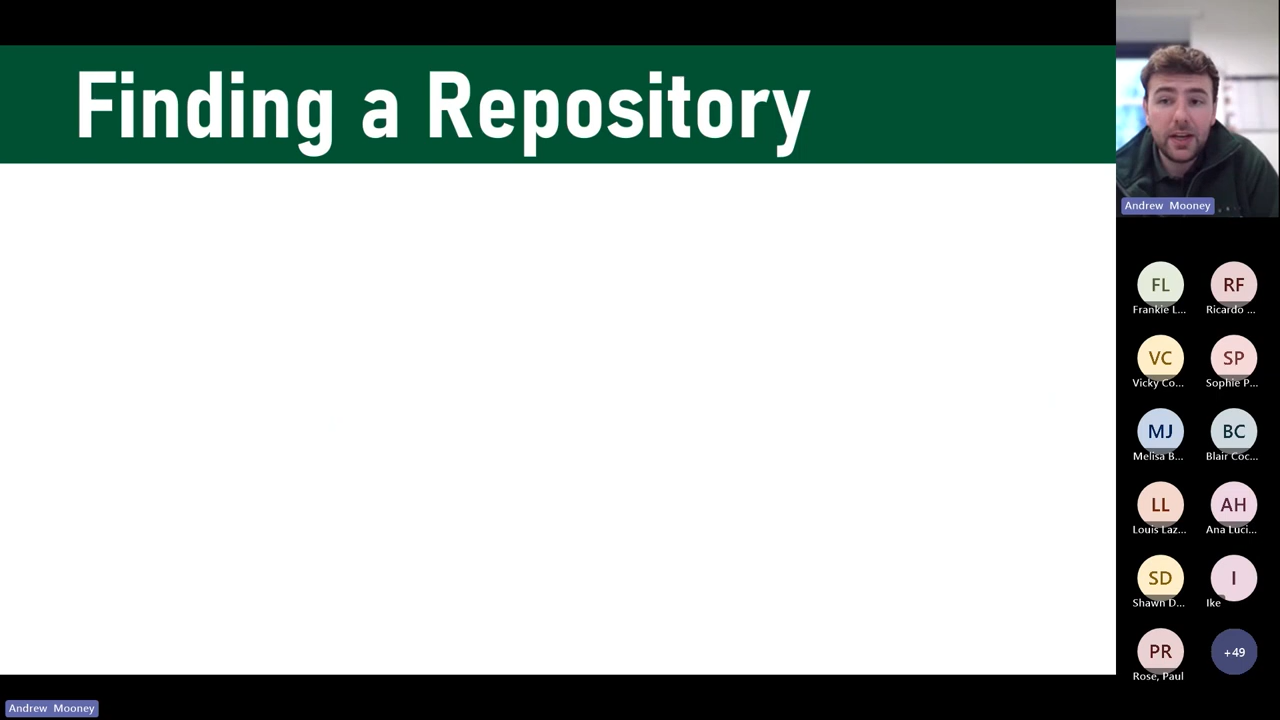 Finding a Repository
Andrew Mooney
FL
RF
Frankie L...
Ricardo ...
VC
SP
Vicky Co...
Sophie P...
MJ
BC
Melisa B...
Blair Coc...
LL
AH
Louis Laz...
Ana Luci...
SD
I
Shawn D...
Ike
PR
+49
Rose, Paul
Andrew Mooney